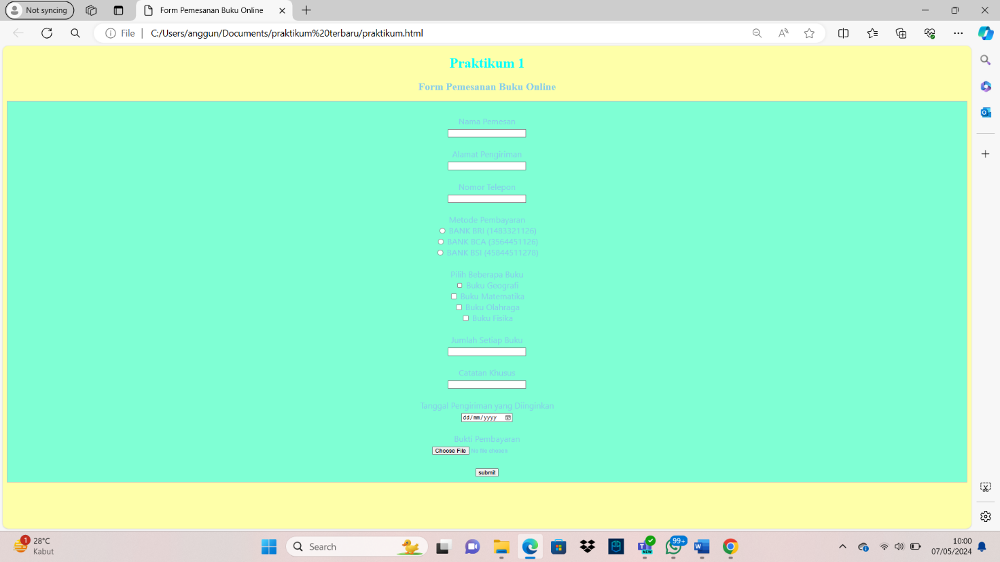 Not syncing
Form Pemesanan Buku Online
File
C:/Users/anggun/Documents/praktikum%20terbaru/praktikum.html
Praktikum 1
Form Pemesanan Buku Online
Nama Pemesan
Alamat Pengiriman
Nomor Telepon
Metode Pembayaran
BANK BRI (1483321126)
BANK BCA (3564451126)
BANK BSI (45844511278)
Pilih Beberapa Buku
Buku Geografi
Buku Matematika
Buku Olahraga
Buku Fisika
Jumlah Setiap Buku
Catatan Khusus
Tanggal Pengiriman yang Diinginkan
dd/mm/yyyy
Bukti Pembayaran
Choose File No file chosen
submit
1
28°C
Kabut
Search
NEW
99+
10:00
07/05/2024